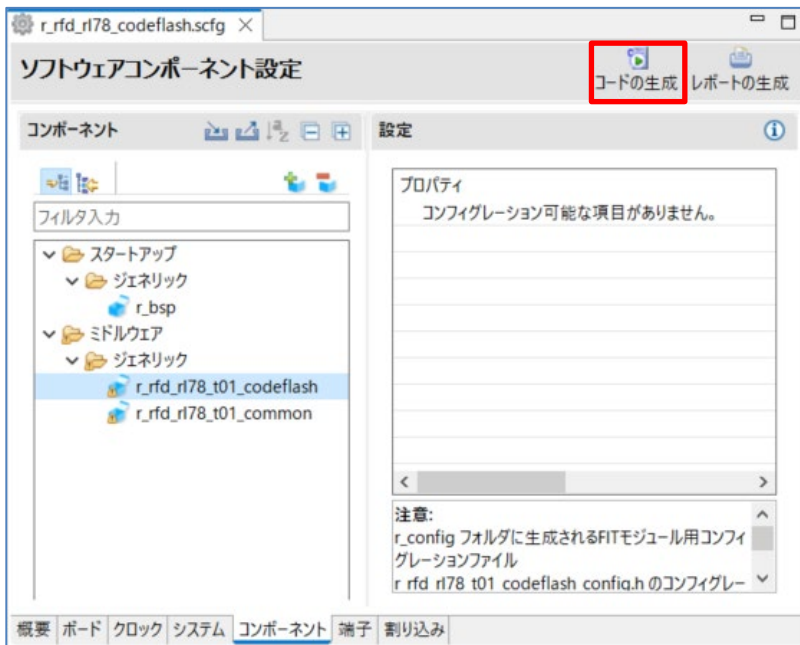 r_rfd_rl78_codeflash.scfg
ソフトウェアコンポーネント設定
コードの生成
レポートの生成
コンポーネント
設定
フィルタ入力
スタートアップ
ジェネリック
r_bsp
ミドルウェア
ジェネリック
r_rfd_rl78_t01_codeflash
r_rfd_rl78_t01_common
プロパティ
コンフィグレーション可能な項目がありません。
注意:
r_config フォルダに生成されるFITモジュール用コンフィ
グレーションファイル
r_rfd_rl78_t01_codeflash_config.h のコンフィグレー
概要 ボード クロック システム コンポーネント 端子 割り込み